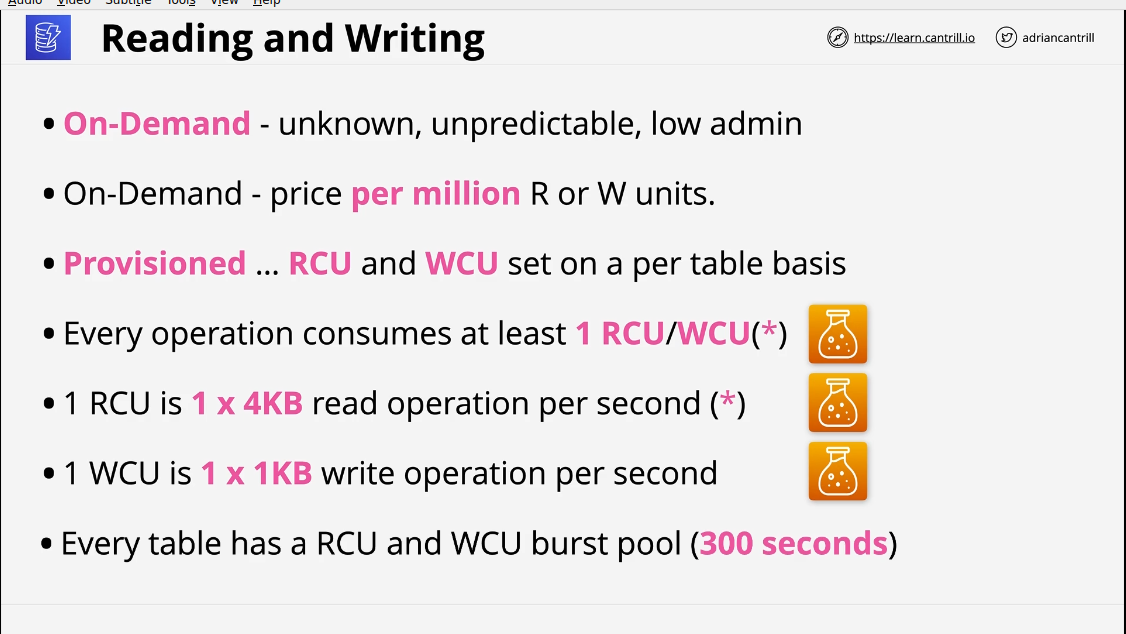 Audio Video Subtitle Tools View Help
Reading and Writing
https://learn.cantrill.io
adriancantrill
• On-Demand - unknown, unpredictable, low admin
• On-Demand - price per million R or W units.
• Provisioned ... RCU and WCU set on a per table basis
• Every operation consumes at least 1 RCU/WCU(*)
• 1 RCU is 1 x 4KB read operation per second (*)
• 1 WCU is 1 x 1KB write operation per second
• Every table has a RCU and WCU burst pool (300 seconds)